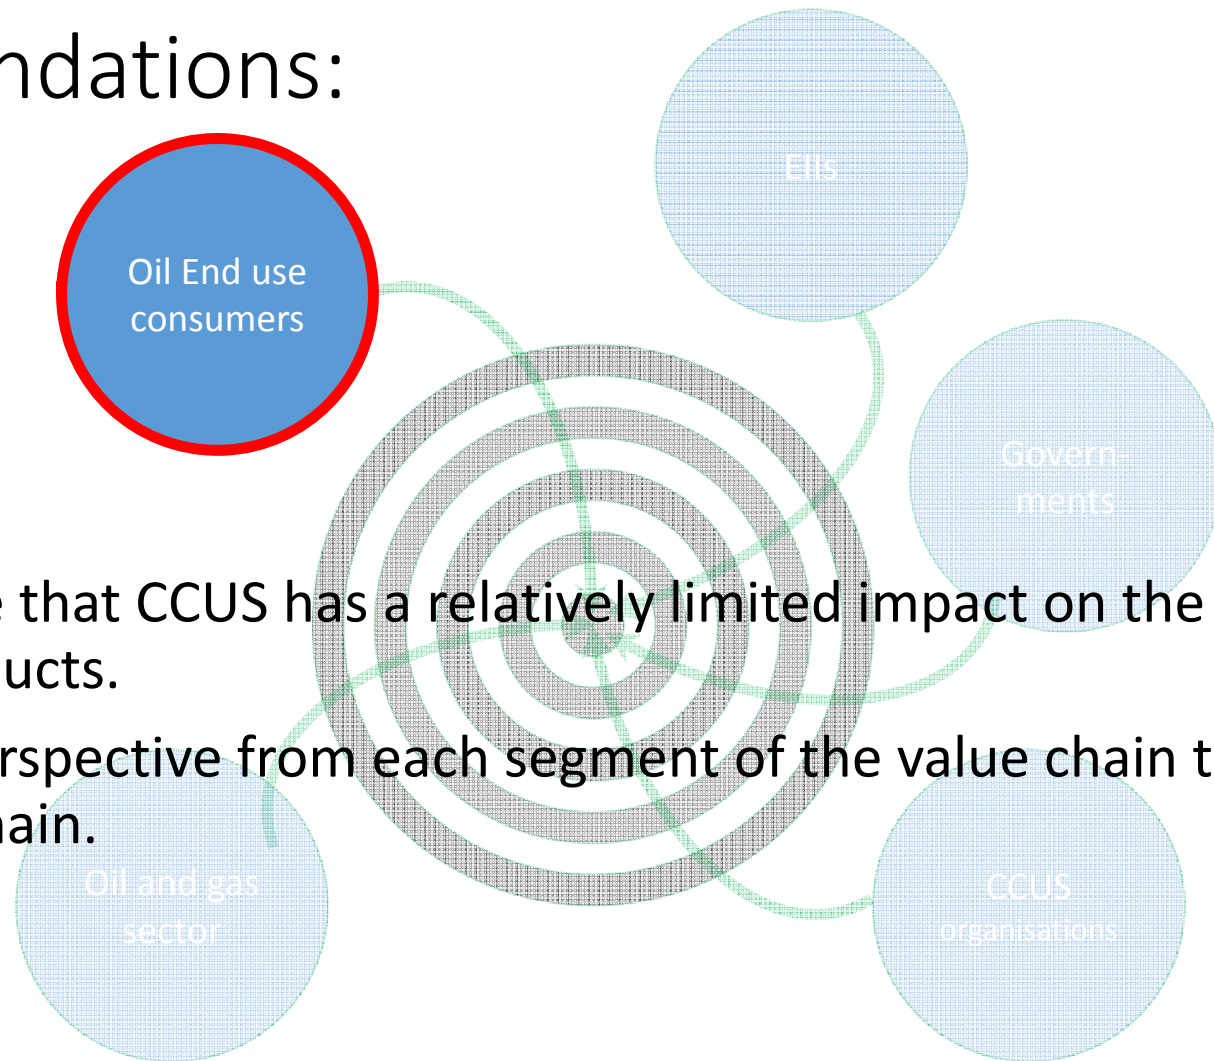 ndations:
EIIs
Oil End use
consumers
Govern-
ments
e that CCUS has a relatively limited impact on the
ucts.
rspective from each segment of the value chain t
hain.
Oil and gas
sector
CCUS
organisations